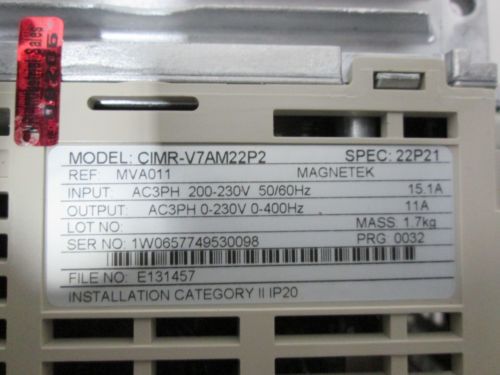 International Sales
MODEL: CIMR-V7AM22P2 SPEC: 22P21
REF: MVA011 MAGNETEK
INPUT: AC3PH 200-230V 50/60Hz 15.1A
OUTPUT: AC3PH 0-230V 0-400Hz 11A
LOT NO: MASS: 1.7kg
SER NO: 1W0657749530098 PRG 0032
FILE NO: E131457
INSTALLATION CATEGORY II IP20